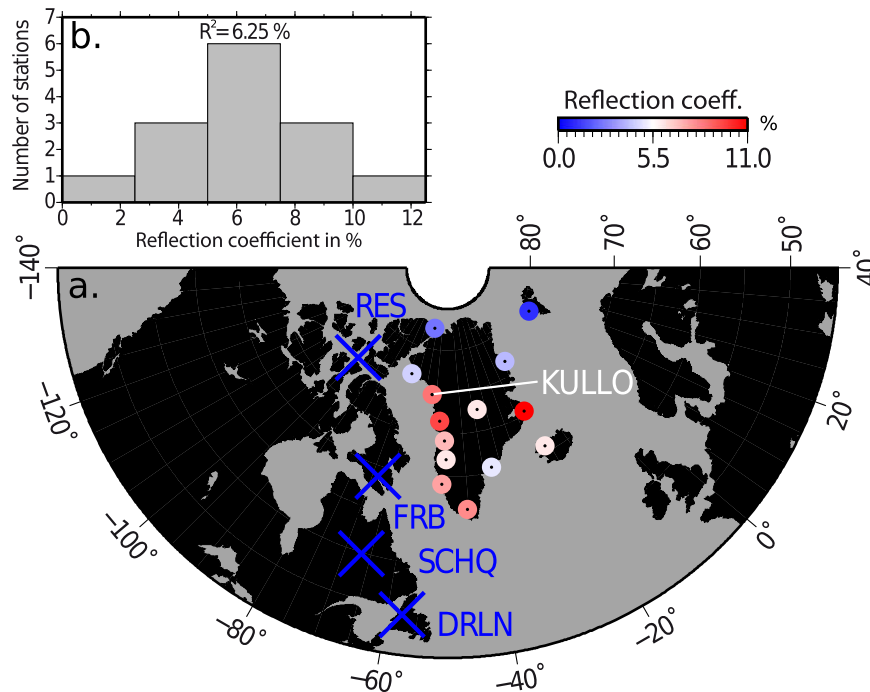 b.
R²= 6.25 %
Number of stations
7
6
5
4
3
2
1
0
0 2 4 6 8 10 12
Reflection coefficient in %
Reflection coeff.
%
0.0 5.5 11.0
80° 70° 60° 50° 40°
−140°
a.
RES
KULLO
−120°
20°
FRB
−100°
0°
SCHQ
DRLN
−80°
−20°
−60°
−40°